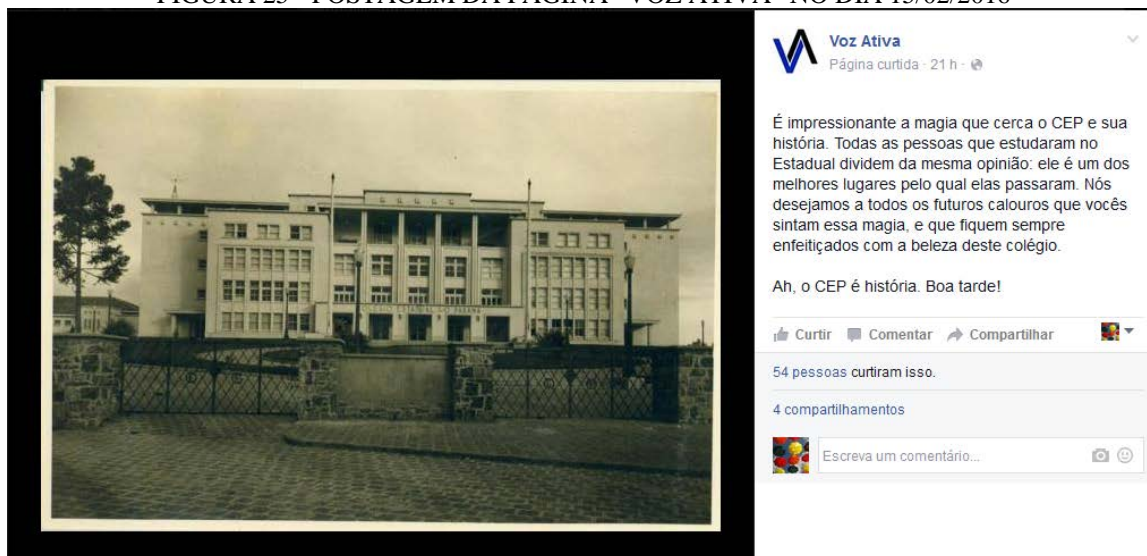 FIGURA 25 - POSTAGEM DA PÁGINA "VOZ ATIVA" NO DIA 15/02/2016
Voz Ativa
Página curtida · 21 h ·
É impressionante a magia que cerca o CEP e sua
história. Todas as pessoas que estudaram no
Estadual dividem da mesma opinião: ele é um dos
melhores lugares pelo qual elas passaram. Nós
desejamos a todos os futuros calouros que vocês
sintam essa magia, e que fiquem sempre
enfeitiçados com a beleza deste colégio.
Ah, o CEP é história. Boa tarde!
Curtir Comentar Compartilhar
54 pessoas curtiram isso.
4 compartilhamentos
Escreva um comentário...
COLEGIO ESTADUAL DO PARANÁ